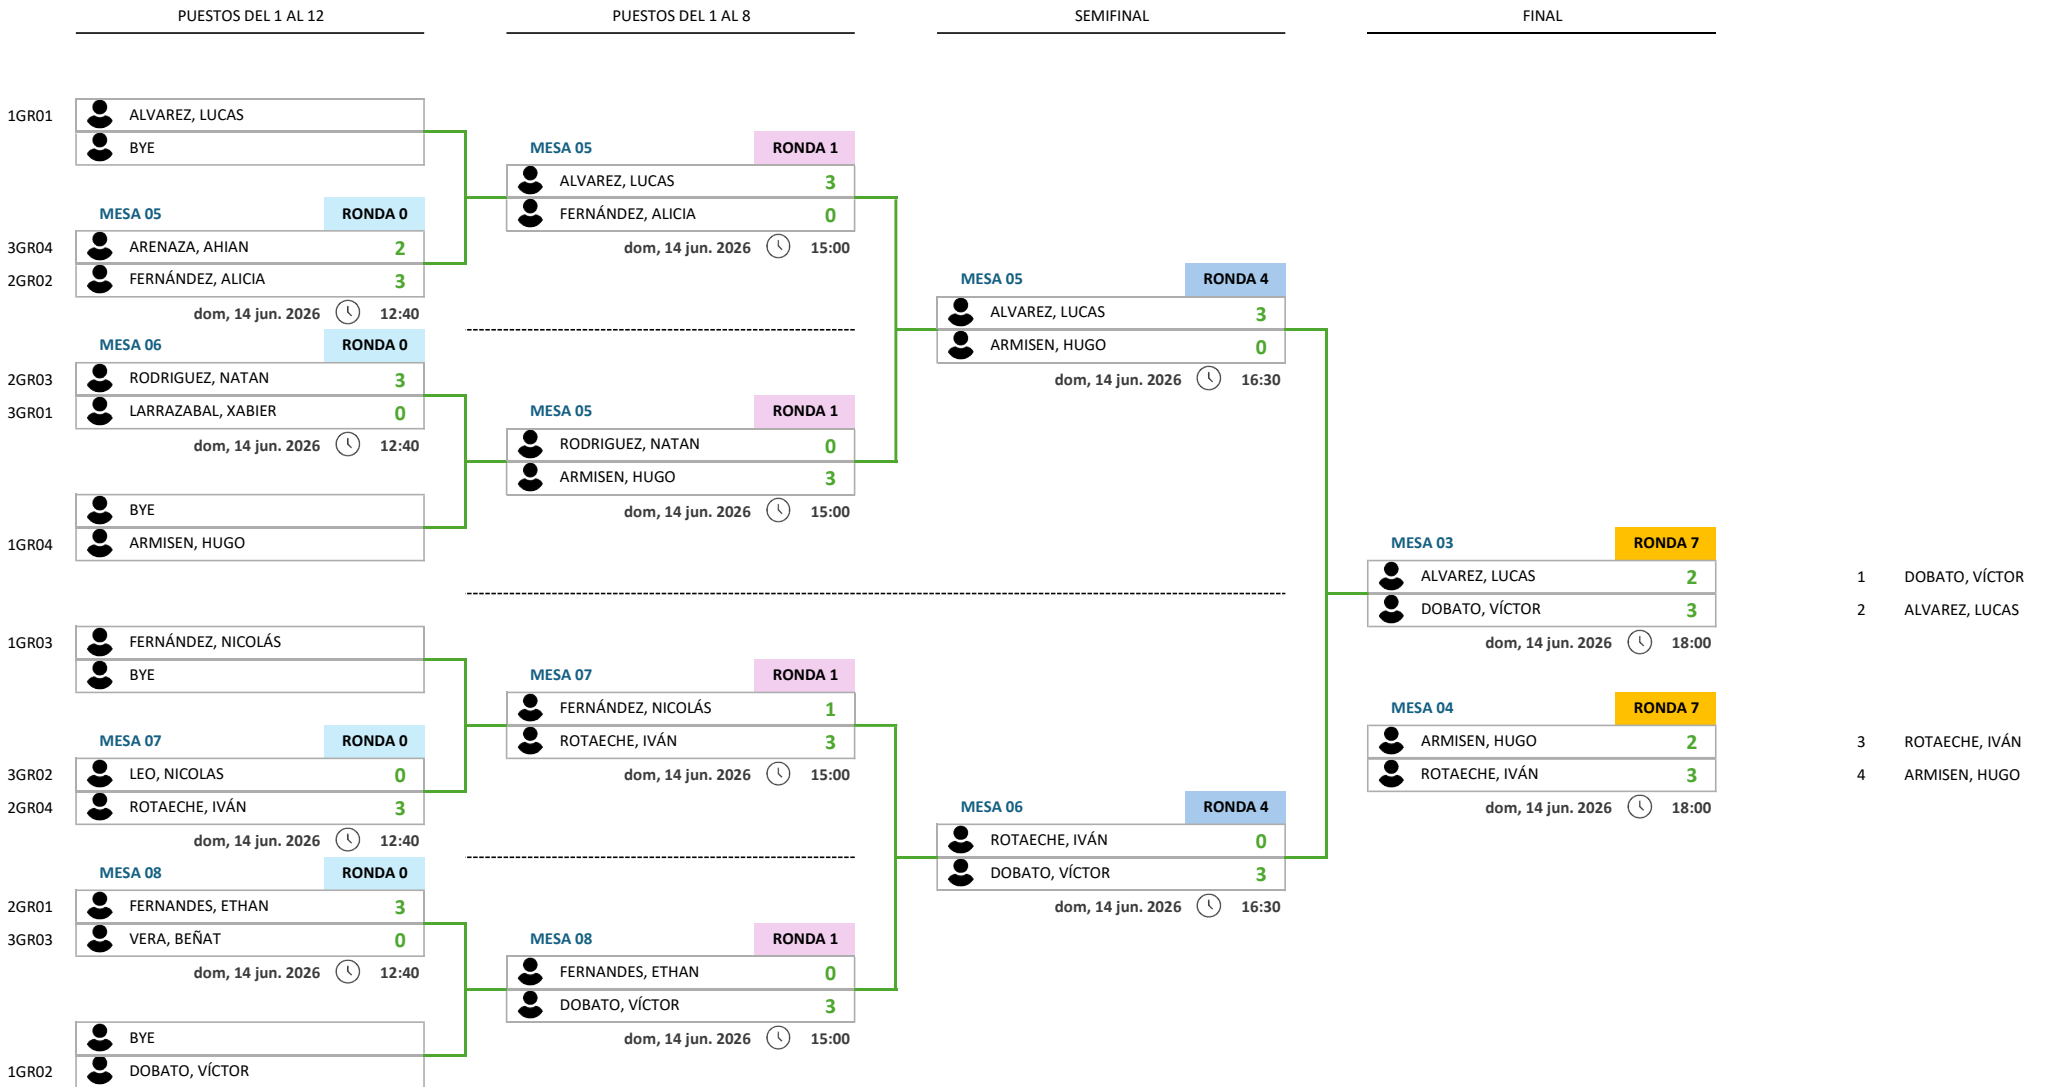 PUESTOS DEL 1 AL 12
PUESTOS DEL 1 AL 8
SEMIFINAL
FINAL
1GR01 ALVAREZ, LUCAS
BYE
MESA 05 RONDA 0
3GR04 ARENAZA, AHIAN 2
2GR02 FERNÁNDEZ, ALICIA 3
dom, 14 jun. 2026 12:40
MESA 06 RONDA 0
2GR03 RODRIGUEZ, NATAN 3
3GR01 LARRAZABAL, XABIER 0
dom, 14 jun. 2026 12:40
BYE
1GR04 ARMISEN, HUGO
1GR03 FERNÁNDEZ, NICOLÁS
BYE
MESA 07 RONDA 0
3GR02 LEO, NICOLAS 0
2GR04 ROTAECHE, IVÁN 3
dom, 14 jun. 2026 12:40
MESA 08 RONDA 0
2GR01 FERNANDES, ETHAN 3
3GR03 VERA, BEÑAT 0
dom, 14 jun. 2026 12:40
BYE
1GR02 DOBATO, VÍCTOR
MESA 05 RONDA 1
ALVAREZ, LUCAS 3
FERNÁNDEZ, ALICIA 0
dom, 14 jun. 2026 15:00
MESA 05 RONDA 1
RODRIGUEZ, NATAN 0
ARMISEN, HUGO 3
dom, 14 jun. 2026 15:00
MESA 07 RONDA 1
FERNÁNDEZ, NICOLÁS 1
ROTAECHE, IVÁN 3
dom, 14 jun. 2026 15:00
MESA 08 RONDA 1
FERNANDES, ETHAN 0
DOBATO, VÍCTOR 3
dom, 14 jun. 2026 15:00
MESA 05 RONDA 4
ALVAREZ, LUCAS 3
ARMISEN, HUGO 0
dom, 14 jun. 2026 16:30
MESA 06 RONDA 4
ROTAECHE, IVÁN 0
DOBATO, VÍCTOR 3
dom, 14 jun. 2026 16:30
MESA 03 RONDA 7
ALVAREZ, LUCAS 2
DOBATO, VÍCTOR 3
dom, 14 jun. 2026 18:00
MESA 04 RONDA 7
ARMISEN, HUGO 2
ROTAECHE, IVÁN 3
dom, 14 jun. 2026 18:00
1 DOBATO, VÍCTOR
2 ALVAREZ, LUCAS
3 ROTAECHE, IVÁN
4 ARMISEN, HUGO